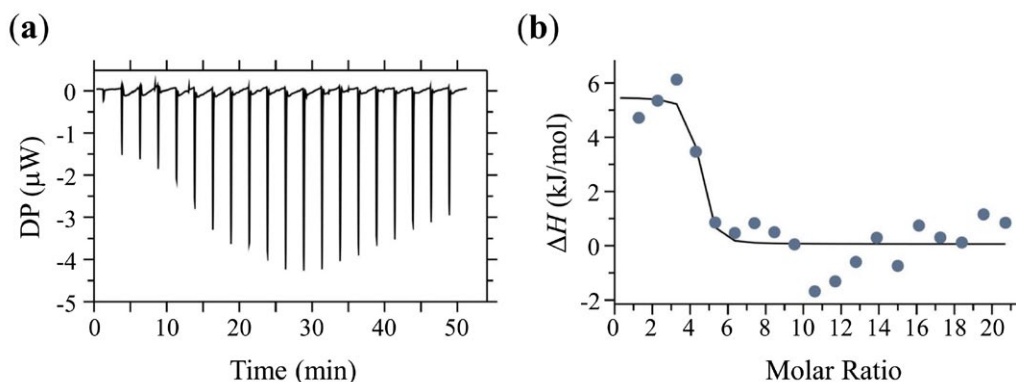 (a)
(b)
0
-1
-2
-3
-4
-5
DP (μW)
0 10 20 30 40 50
Time (min)
6
4
2
0
-2
ΔH (kJ/mol)
0 2 4 6 8 10 12 14 16 18 20
Molar Ratio